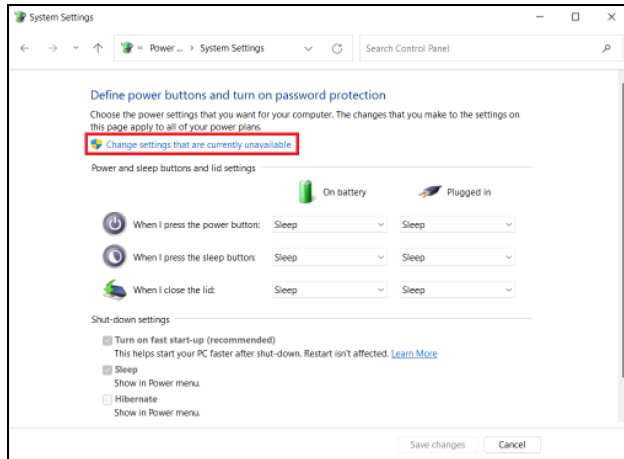 System Settings
« Power ... > System Settings
Search Control Panel
Define power buttons and turn on password protection
Choose the power settings that you want for your computer. The changes that you make to the settings on
this page apply to all of your power plans.
Change settings that are currently unavailable
Power and sleep buttons and lid settings
On battery Plugged in
When I press the power button: Sleep Sleep
When I press the sleep button: Sleep Sleep
When I close the lid: Sleep Sleep
Shut-down settings
Turn on fast start-up (recommended)
This helps start your PC faster after shut-down. Restart isn't affected. Learn More
Sleep
Show in Power menu.
Hibernate
Show in Power menu.
Save changes Cancel